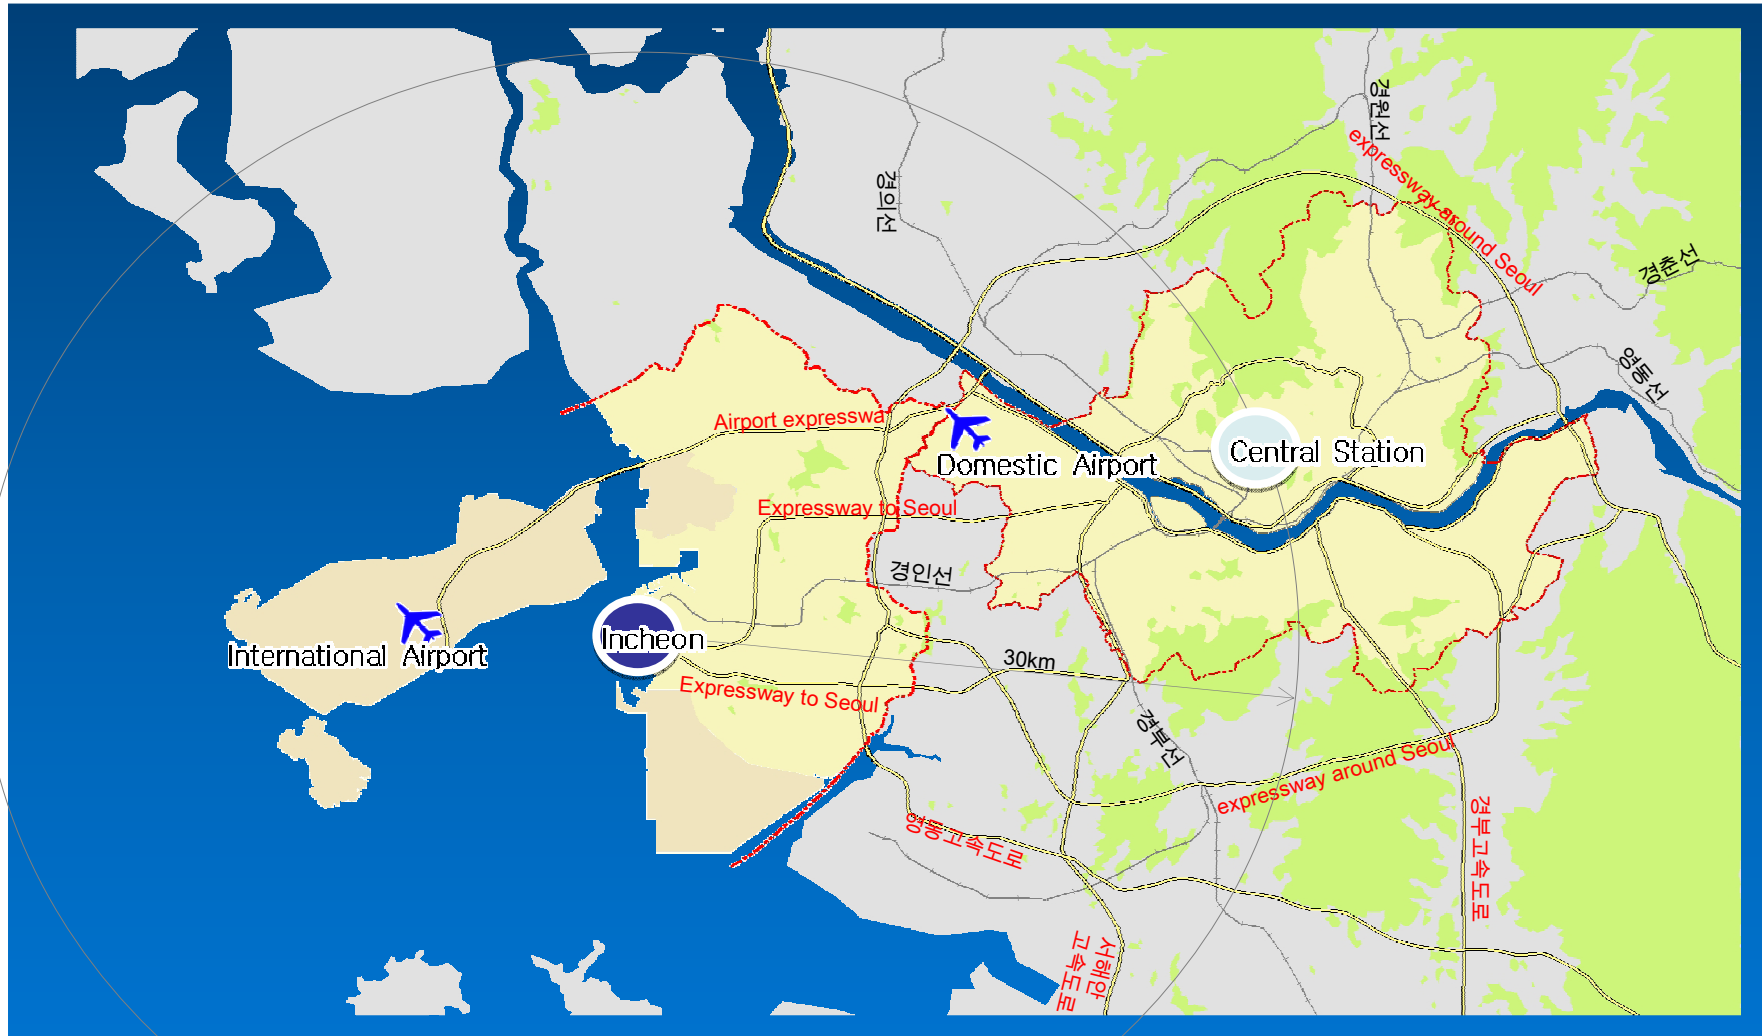 경원선
expressway around Seoul
경의선
경춘선
영동선
Airport expresswa
Domestic Airport
Central Station
Expressway to Seoul
경인선
International Airport
Incheon
30km
Expressway to Seoul
경부선
expressway around Seoul
영동고속도로
경부고속도로
서해안
고속도로